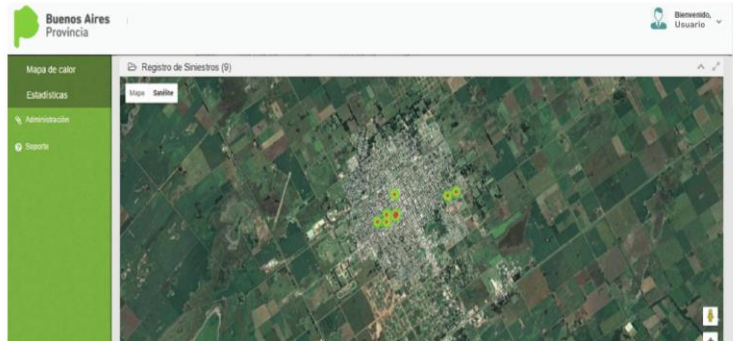 Buenos Aires
Provincia
Bienvenido,
Usuario
Mapa de calor
Estadísticas
Administración
Soporte
Registro de Siniestros (9)
Mapa Satélite